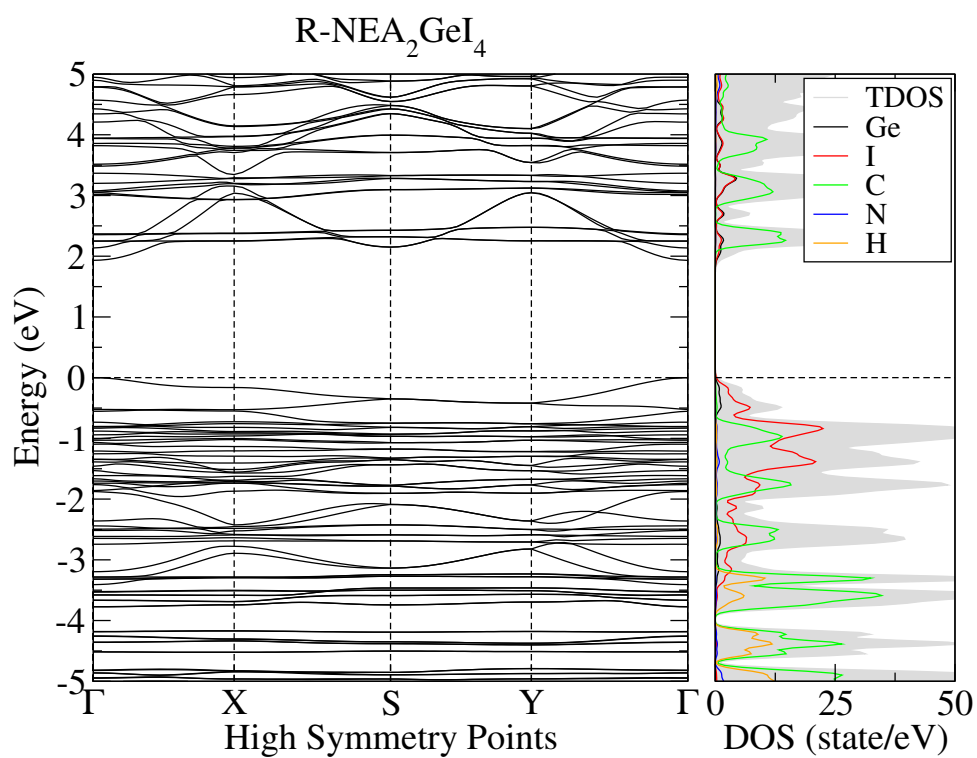 R-NEA₂GeI₄
Energy (eV)
5
4
3
2
1
0
-1
-2
-3
-4
-5
Γ X S Y Γ
High Symmetry Points
TDOS
Ge
I
C
N
H
0 25 50
DOS (state/eV)